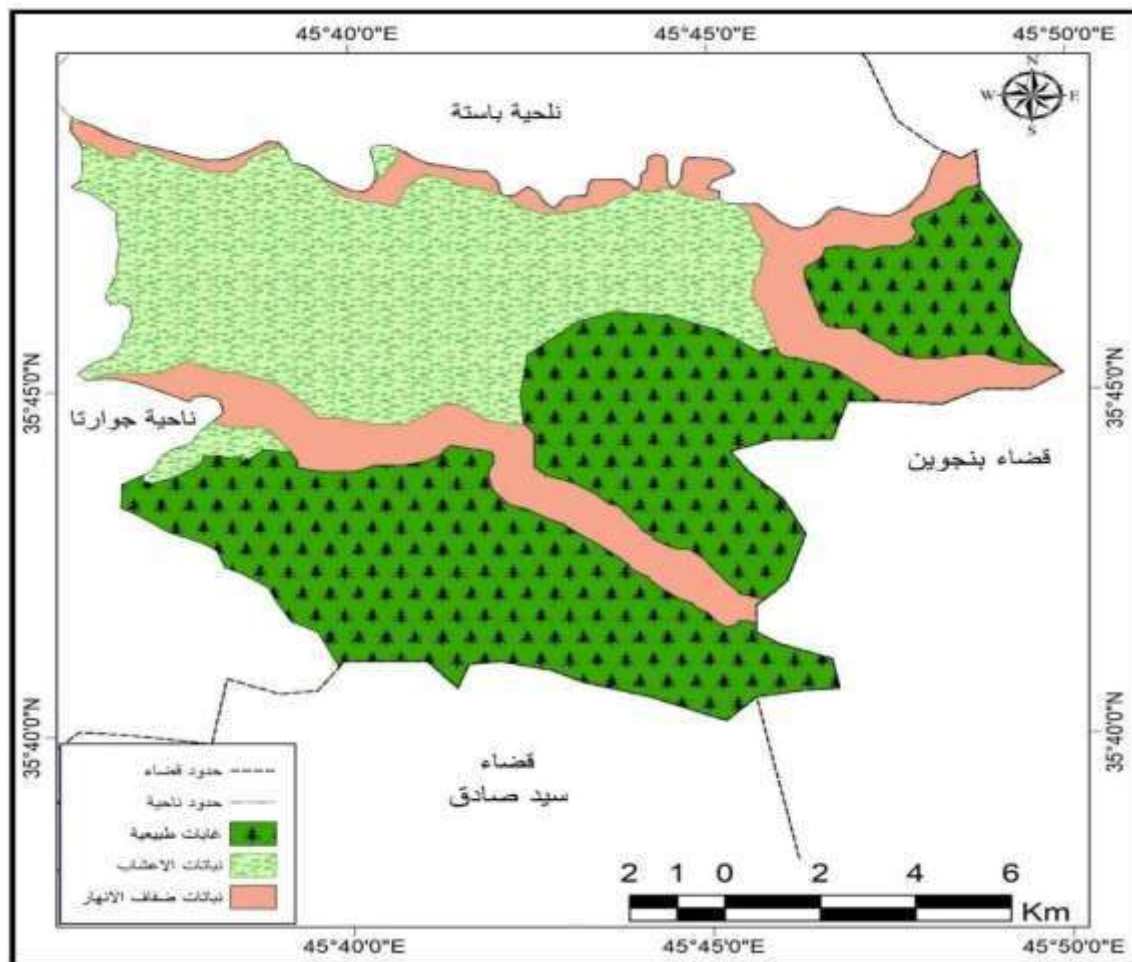 45°40'0"E
45°45'0"E
45°50'0"E
N
W E
S
نلحية باستة
35°45'0"N
35°45'0"N
ناحية جوارتا
قضاء بنجوين
35°40'0"N
35°40'0"N
قضاء
سيد صادق
حدود قضاء
حدود ناحية
غابات طبيعية
نباتات الاعشاب
نباتات ضفاف الانهار
2 1 0 2 4 6
Km
45°40'0"E
45°45'0"E
45°50'0"E